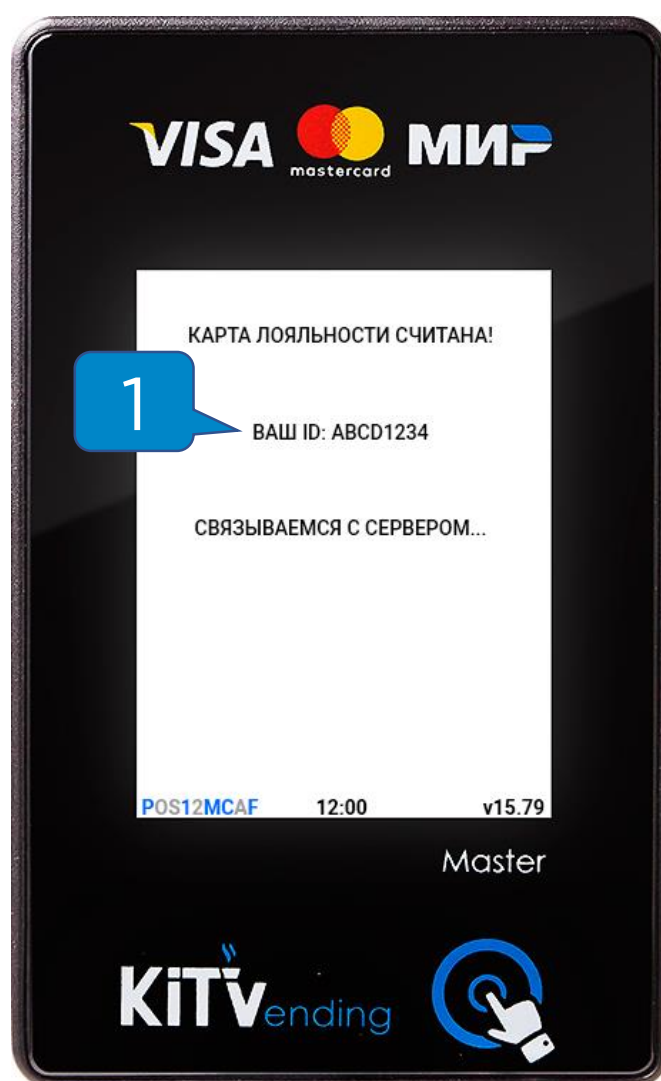 VISA mastercard МИР
КАРТА ЛОЯЛЬНОСТИ СЧИТАНА!
1
ВАШ ID: ABCD1234
СВЯЗЫВАЕМСЯ С СЕРВЕРОМ...
POS12MCAF 12:00 v15.79
Master
KiTVending